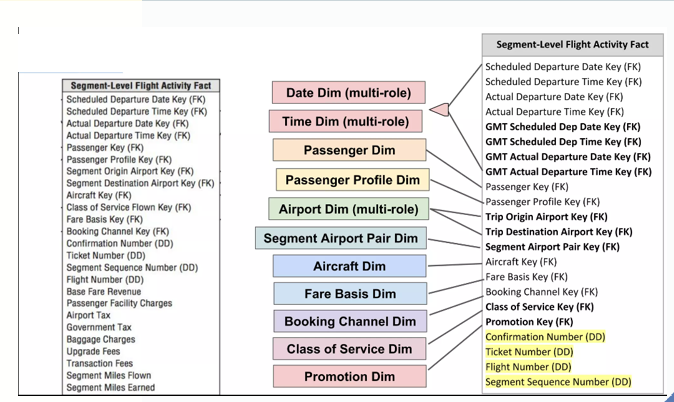 Segment-Level Flight Activity Fact
Scheduled Departure Date Key (FK)
Scheduled Departure Time Key (FK)
Actual Departure Date Key (FK)
Actual Departure Time Key (FK)
Passenger Key (FK)
Passenger Profile Key (FK)
Segment Origin Airport Key (FK)
Segment Destination Airport Key (FK)
Aircraft Key (FK)
Class of Service Flown Key (FK)
Fare Basis Key (FK)
Booking Channel Key (FK)
Confirmation Number (DD)
Ticket Number (DD)
Segment Sequence Number (DD)
Flight Number (DD)
Base Fare Revenue
Passenger Facility Charges
Airport Tax
Government Tax
Baggage Charges
Upgrade Fees
Transaction Fees
Segment Miles Flown
Segment Miles Earned
Date Dim (multi-role)
Time Dim (multi-role)
Passenger Dim
Passenger Profile Dim
Airport Dim (multi-role)
Segment Airport Pair Dim
Aircraft Dim
Fare Basis Dim
Booking Channel Dim
Class of Service Dim
Promotion Dim
Segment-Level Flight Activity Fact
Scheduled Departure Date Key (FK)
Scheduled Departure Time Key (FK)
Actual Departure Date Key (FK)
Actual Departure Time Key (FK)
GMT Scheduled Dep Date Key (FK)
GMT Scheduled Dep Time Key (FK)
GMT Actual Departure Date Key (FK)
GMT Actual Departure Time Key (FK)
Passenger Key (FK)
Passenger Profile Key (FK)
Trip Origin Airport Key (FK)
Trip Destination Airport Key (FK)
Segment Airport Pair Key (FK)
Aircraft Key (FK)
Fare Basis Key (FK)
Booking Channel Key (FK)
Class of Service Key (FK)
Promotion Key (FK)
Confirmation Number (DD)
Ticket Number (DD)
Flight Number (DD)
Segment Sequence Number (DD)